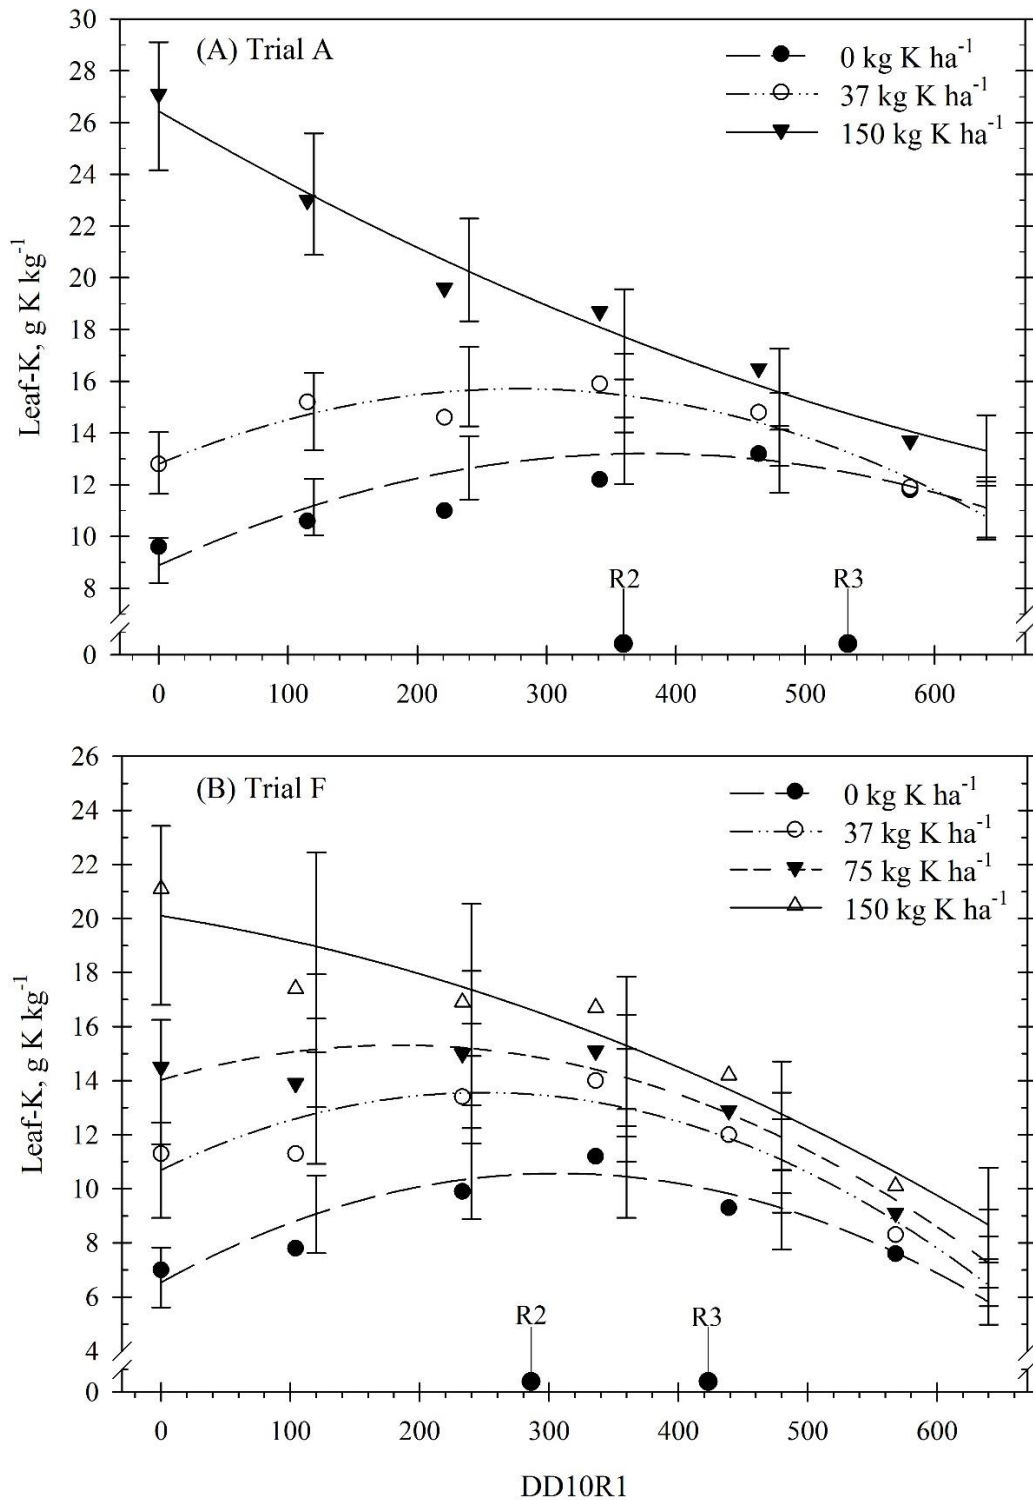 30
28
26
24
22
20
18
16
14
12
10
8
0
Leaf-K, g K kg⁻¹
(A) Trial A
0 kg K ha⁻¹
37 kg K ha⁻¹
150 kg K ha⁻¹
R2
R3
0 100 200 300 400 500 600
26
24
22
20
18
16
14
12
10
8
6
4
0
Leaf-K, g K kg⁻¹
(B) Trial F
0 kg K ha⁻¹
37 kg K ha⁻¹
75 kg K ha⁻¹
150 kg K ha⁻¹
R2
R3
0 100 200 300 400 500 600
DD10R1